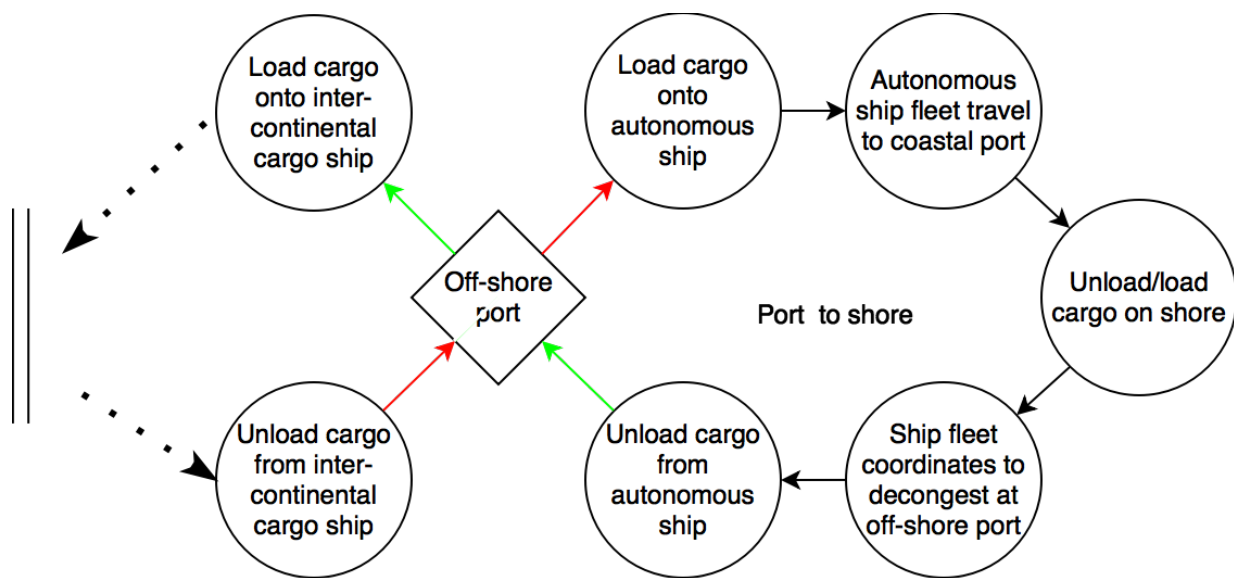 Load cargo
onto inter-
continental
cargo ship
Load cargo
onto
autonomous
ship
Autonomous
ship fleet travel
to coastal port
Off-shore
port
Port to shore
Unload/load
cargo on shore
Unload cargo
from inter-
continental
cargo ship
Unload cargo
from
autonomous
ship
Ship fleet
coordinates to
decongest at
off-shore port